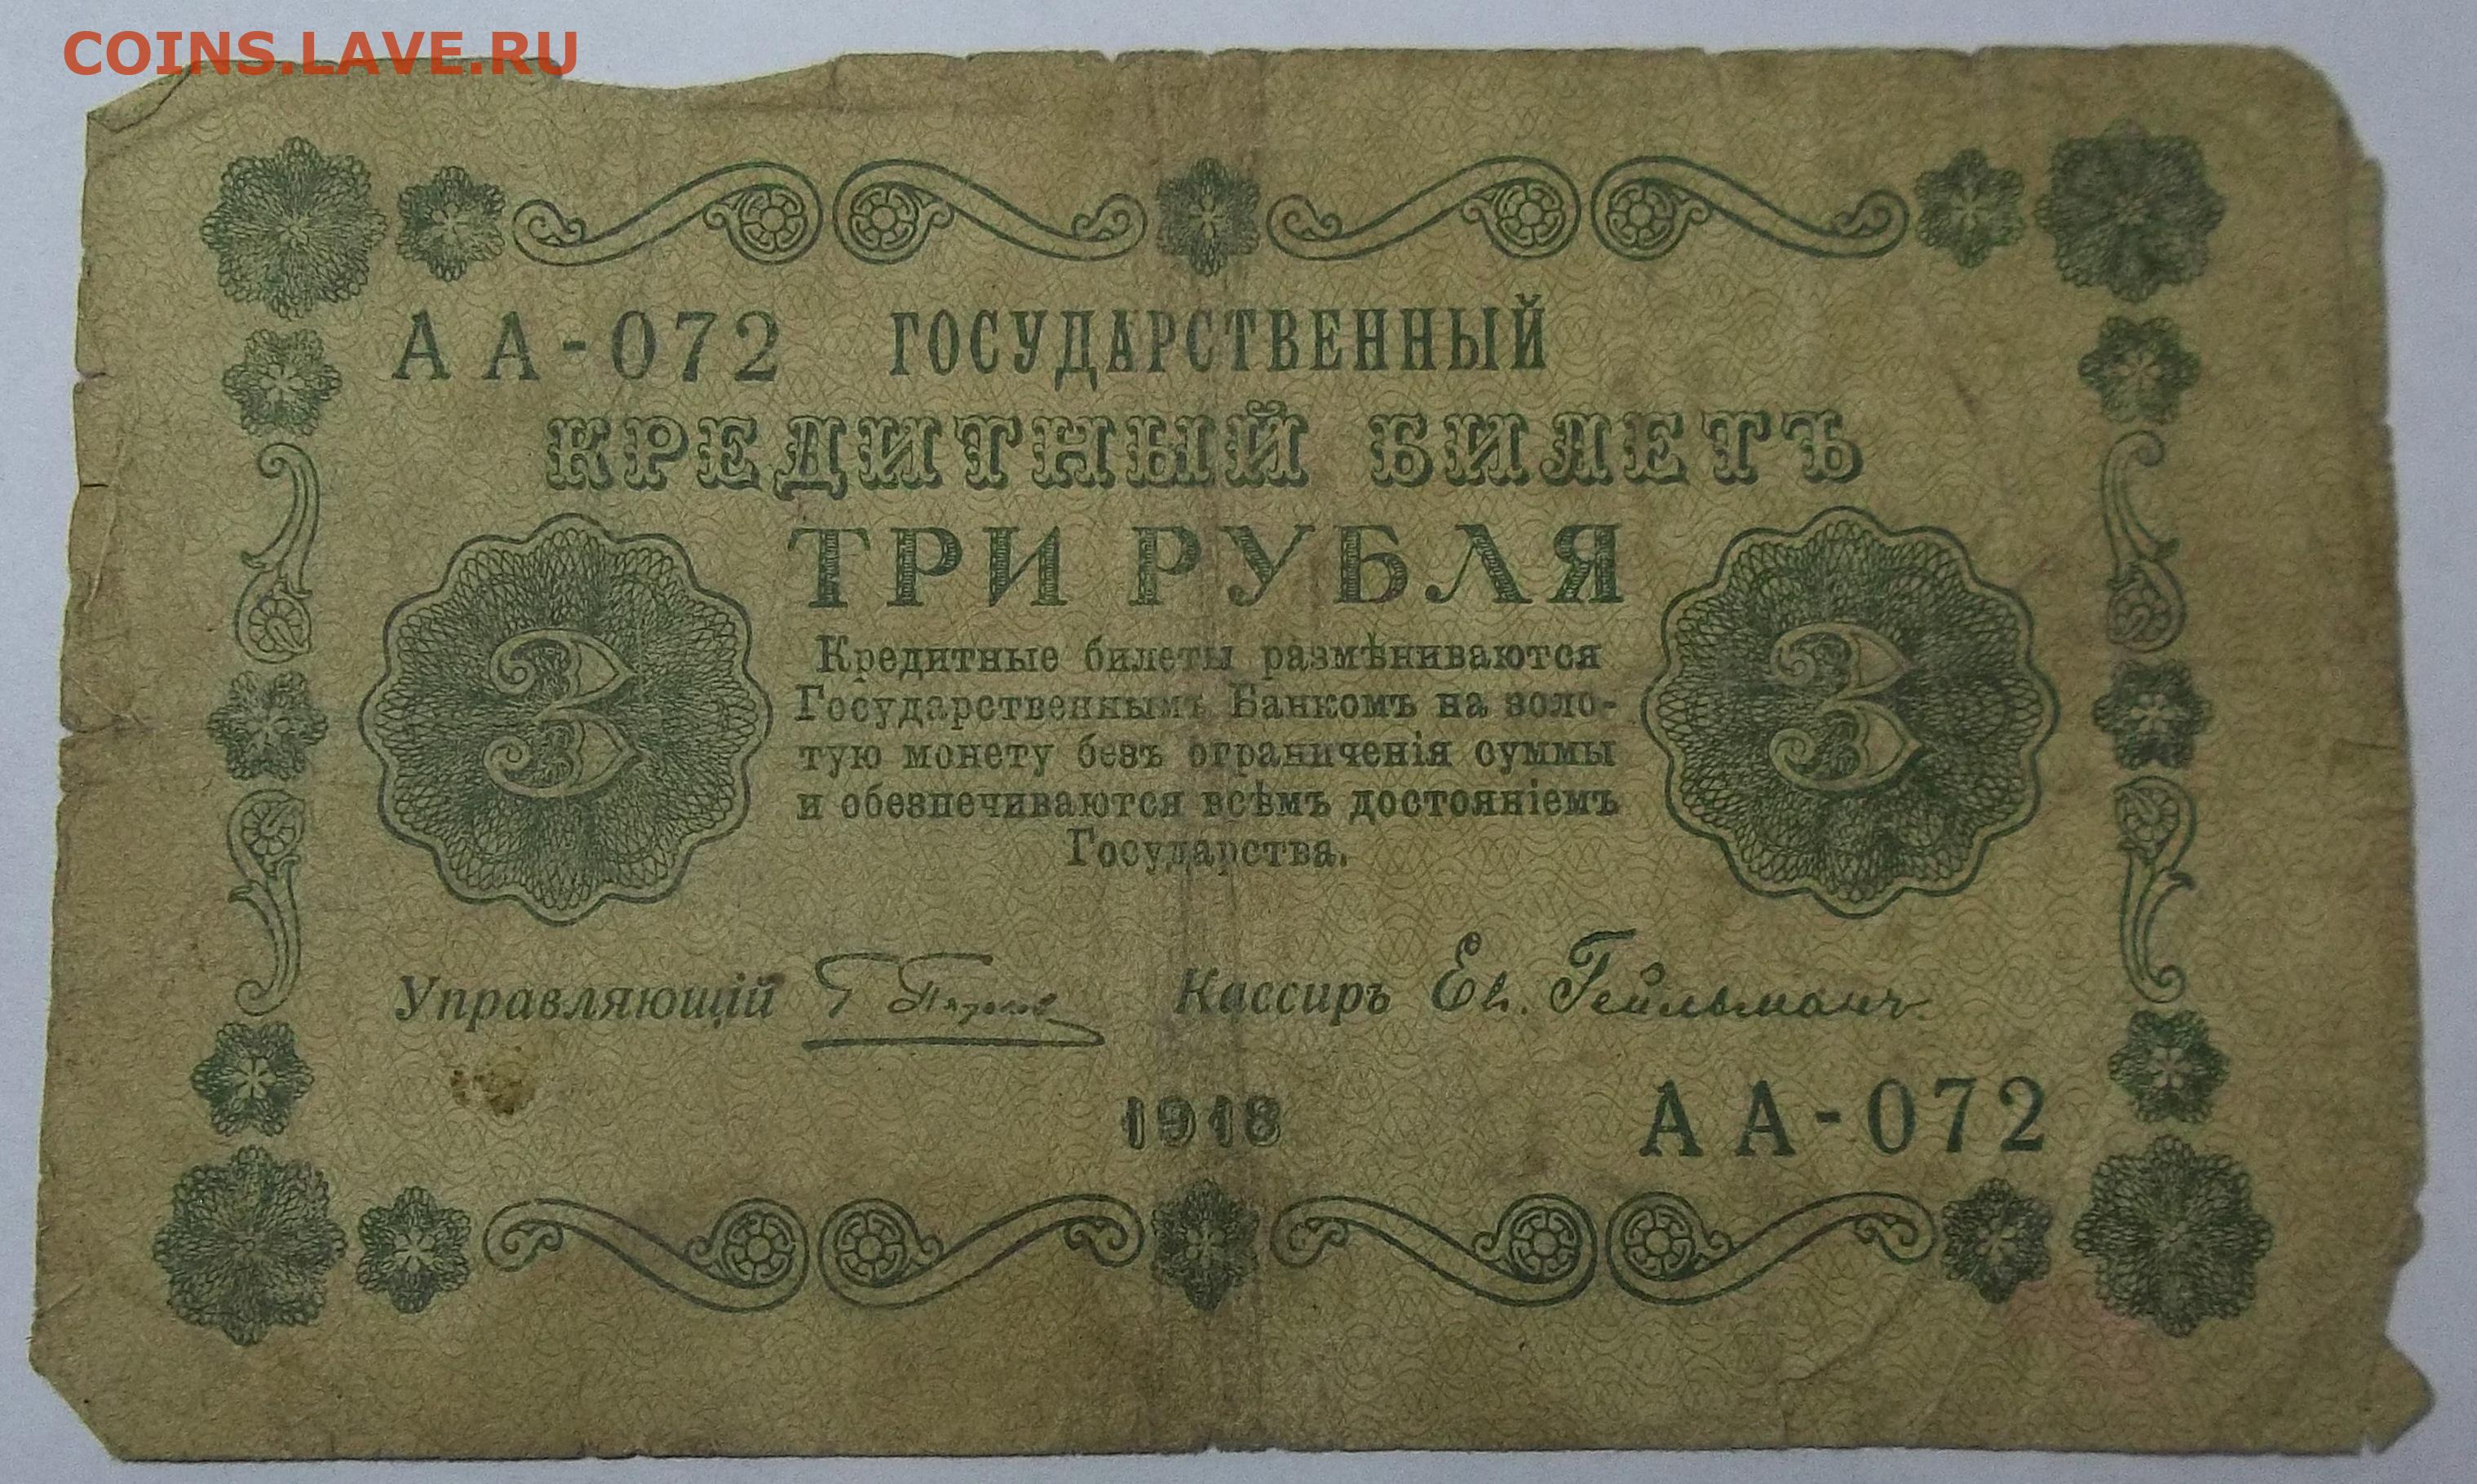 COINS.LAVE.RU
АА-072 ГОСУДАРСТВЕННЫЙ
КРЕДИТНЫЙ БИЛЕТЪ
ТРИ РУБЛЯ
3
3
Кредитные билеты размѣниваются
Государственнымъ Банкомъ на золо-
тую монету безъ ограниченія суммы
и обезпечиваются всѣмъ достояніемъ
Государства.
Управляющій Г Пятаков Кассиръ Ев. Гейльманъ
1918 АА-072